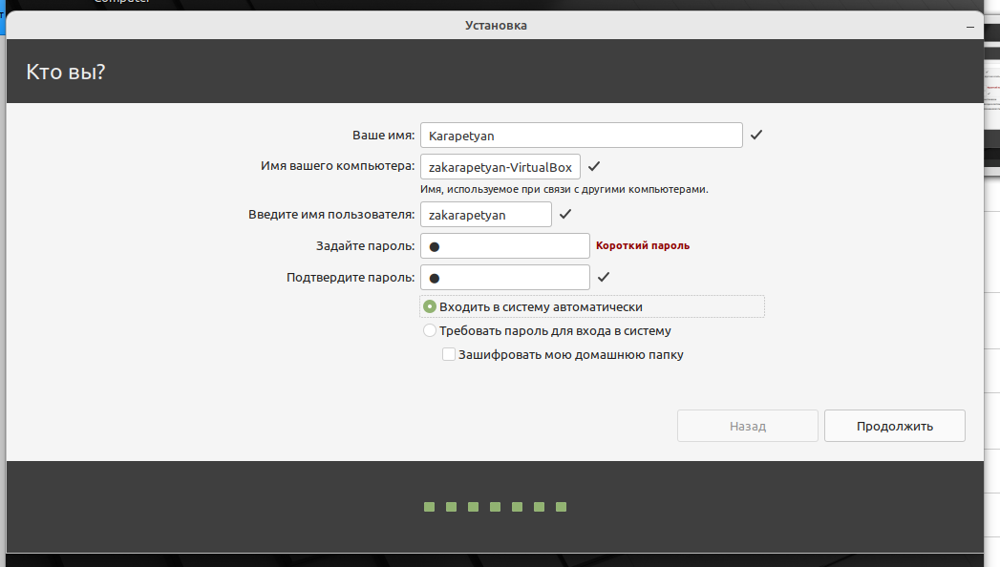 Computer
Установка
Кто вы?
Ваше имя: Karapetyan
Имя вашего компьютера: zakarapetyan-VirtualBox
Имя, используемое при связи с другими компьютерами.
Введите имя пользователя: zakarapetyan
Задайте пароль: Короткий пароль
Подтвердите пароль:
Входить в систему автоматически
Требовать пароль для входа в систему
Зашифровать мою домашнюю папку
Назад Продолжить